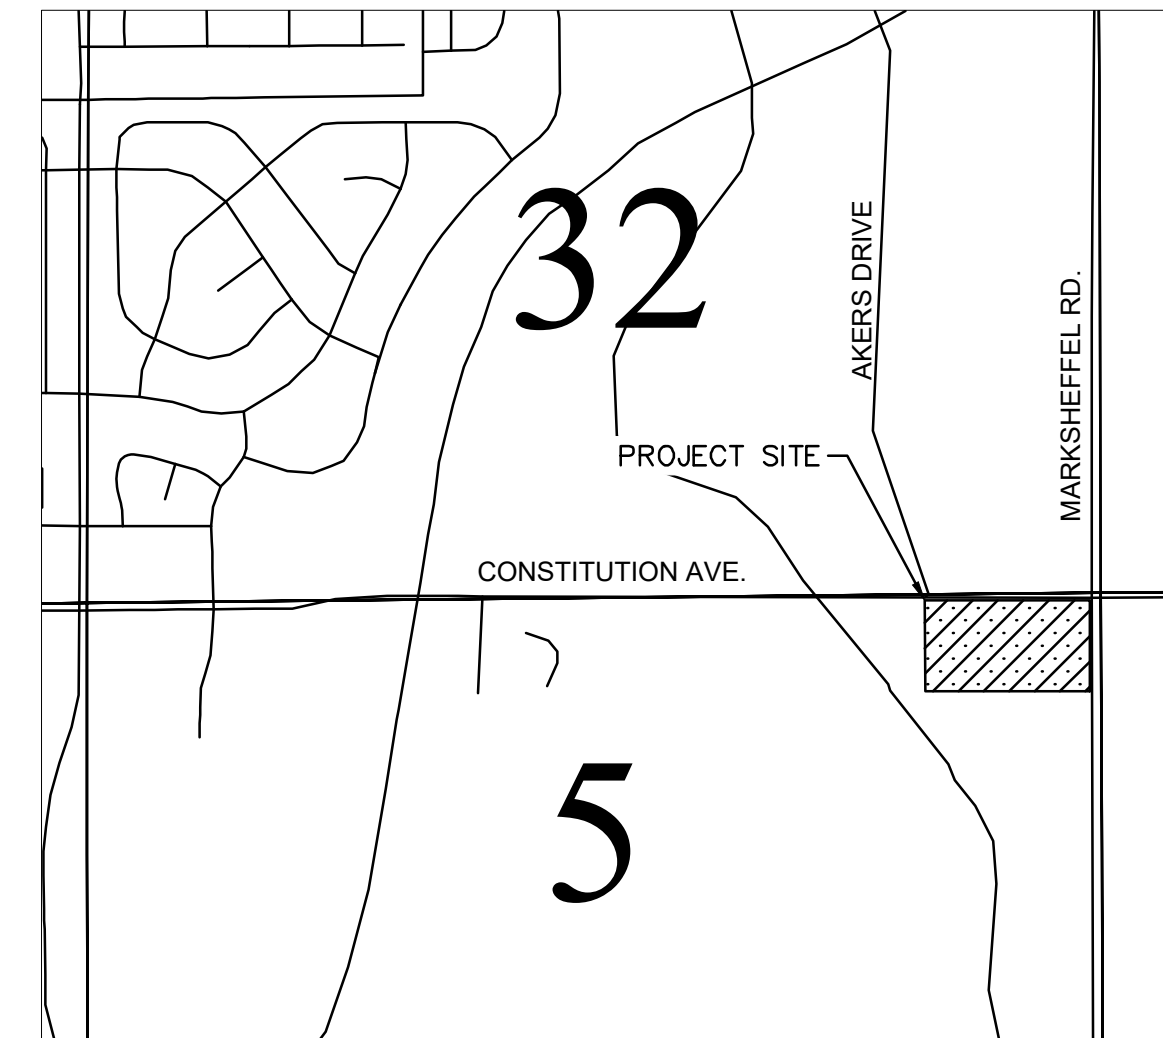 32
AKERS DRIVE
MARKSHEFFEL RD.
PROJECT SITE
CONSTITUTION AVE.
5